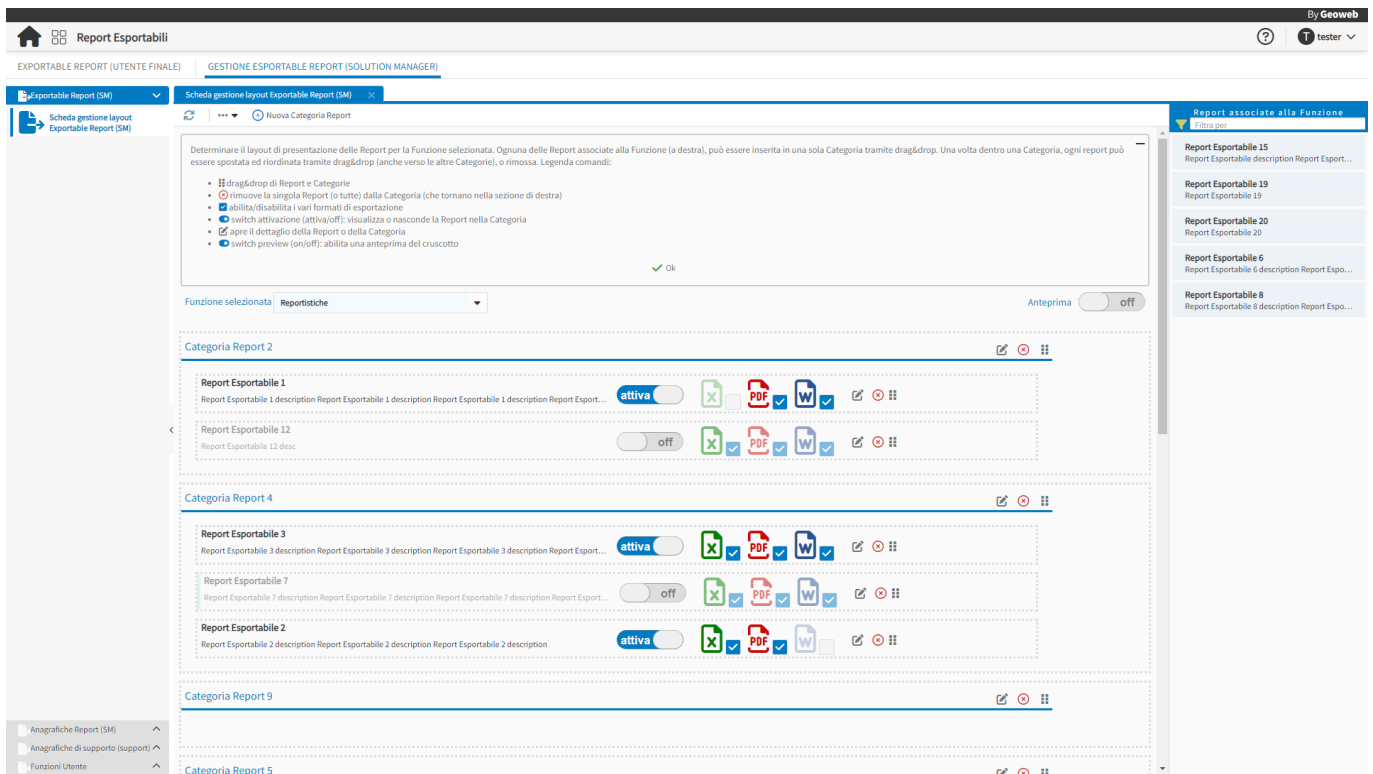 By Geoweb
Report Esportabili
T tester
EXPORTABLE REPORT (UTENTE FINALE)
GESTIONE ESPORTABLE REPORT (SOLUTION MANAGER)
Exportable Report (SM)
Scheda gestione layout
Exportable Report (SM)
Scheda gestione layout Exportable Report (SM)
Nuova Categoria Report
Determinare il layout di presentazione delle Report per la Funzione selezionata. Ognuna delle Report associate alla Funzione (a destra), può essere inserita in una sola Categoria tramite drag&drop. Una volta dentro una Categoria, ogni report può
essere spostata ed riordinata tramite drag&drop (anche verso le altre Categorie), o rimossa. Legenda comandi:
drag&drop di Report e Categorie
rimuove la singola Report (o tutte) dalla Categoria (che tornano nella sezione di destra)
abilita/disabilita i vari formati di esportazione
switch attivazione (attiva/off): visualizza o nasconde la Report nella Categoria
apre il dettaglio della Report o della Categoria
switch preview (on/off): abilita una anteprima del cruscotto
Ok
Funzione selezionata Reportistiche
Anteprima off
Categoria Report 2
Report Esportabile 1
Report Esportabile 1 description Report Esportabile 1 description Report Esportabile 1 description Report Esport...
attiva X PDF W
Report Esportabile 12
Report Esportabile 12 desc
off X PDF W
Categoria Report 4
Report Esportabile 3
Report Esportabile 3 description Report Esportabile 3 description Report Esportabile 3 description Report Esport...
attiva X PDF W
Report Esportabile 7
Report Esportabile 7 description Report Esportabile 7 description Report Esportabile 7 description Report Esport...
off X PDF W
Report Esportabile 2
Report Esportabile 2 description Report Esportabile 2 description Report Esportabile 2 description
attiva X PDF W
Categoria Report 9
Categoria Report 5
Report associate alla Funzione
Filtra per
Report Esportabile 15
Report Esportabile description Report Esport...
Report Esportabile 19
Report Esportabile 19
Report Esportabile 20
Report Esportabile 20
Report Esportabile 6
Report Esportabile 6 description Report Espo...
Report Esportabile 8
Report Esportabile 8 description Report Espo...
Anagrafiche Report (SM)
Anagrafiche di supporto (support)
Funzioni Utente